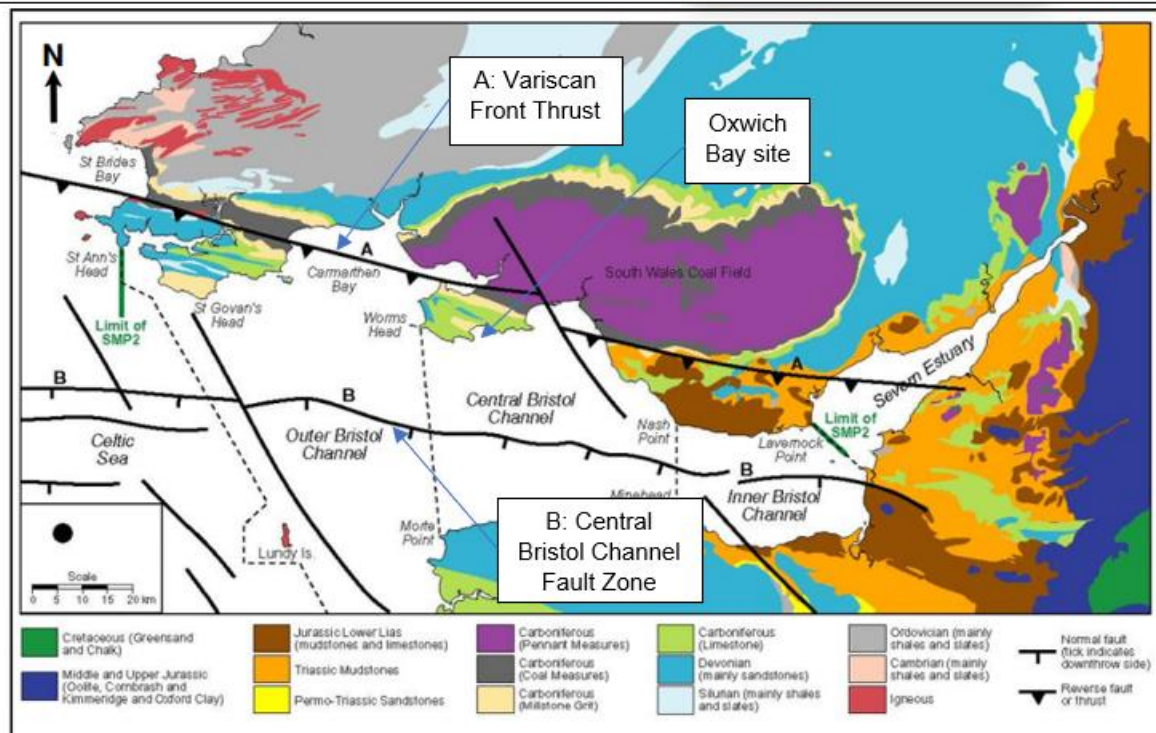 N
A: Variscan
Front Thrust
Oxwich
Bay site
St Brides
Bay
A
St Ann's
Head
Carmarthen
Bay
South Wales Coal Field
Limit of
SMP2
St Govan's
Head
Worms
Head
A
Severn Estuary
B
B
Central Bristol
Channel
Nash
Point
Limit of
SMP2
Lavernock
Point
Celtic
Sea
Outer Bristol
Channel
B
Inner Bristol
Channel
Minehead
Morte
Point
B: Central
Bristol Channel
Fault Zone
Lundy Is.
Scale
0 5 10 15 20 km
Cretaceous (Greensand
and Chalk)
Middle and Upper Jurassic
(Oolite, Cornbrash and
Kimmeridge and Oxford Clay)
Jurassic Lower Lias
(mudstones and limestones)
Triassic Mudstones
Permo-Triassic Sandstones
Carboniferous
(Pennant Measures)
Carboniferous
(Coal Measures)
Carboniferous
(Millstone Grit)
Carboniferous
(Limestone)
Devonian
(mainly sandstones)
Silurian (mainly shales
and slates)
Ordovician (mainly
shales and slates)
Cambrian (mainly
shales and slates)
Igneous
Normal fault
(tick indicates
downthrow side)
Reverse fault
or thrust